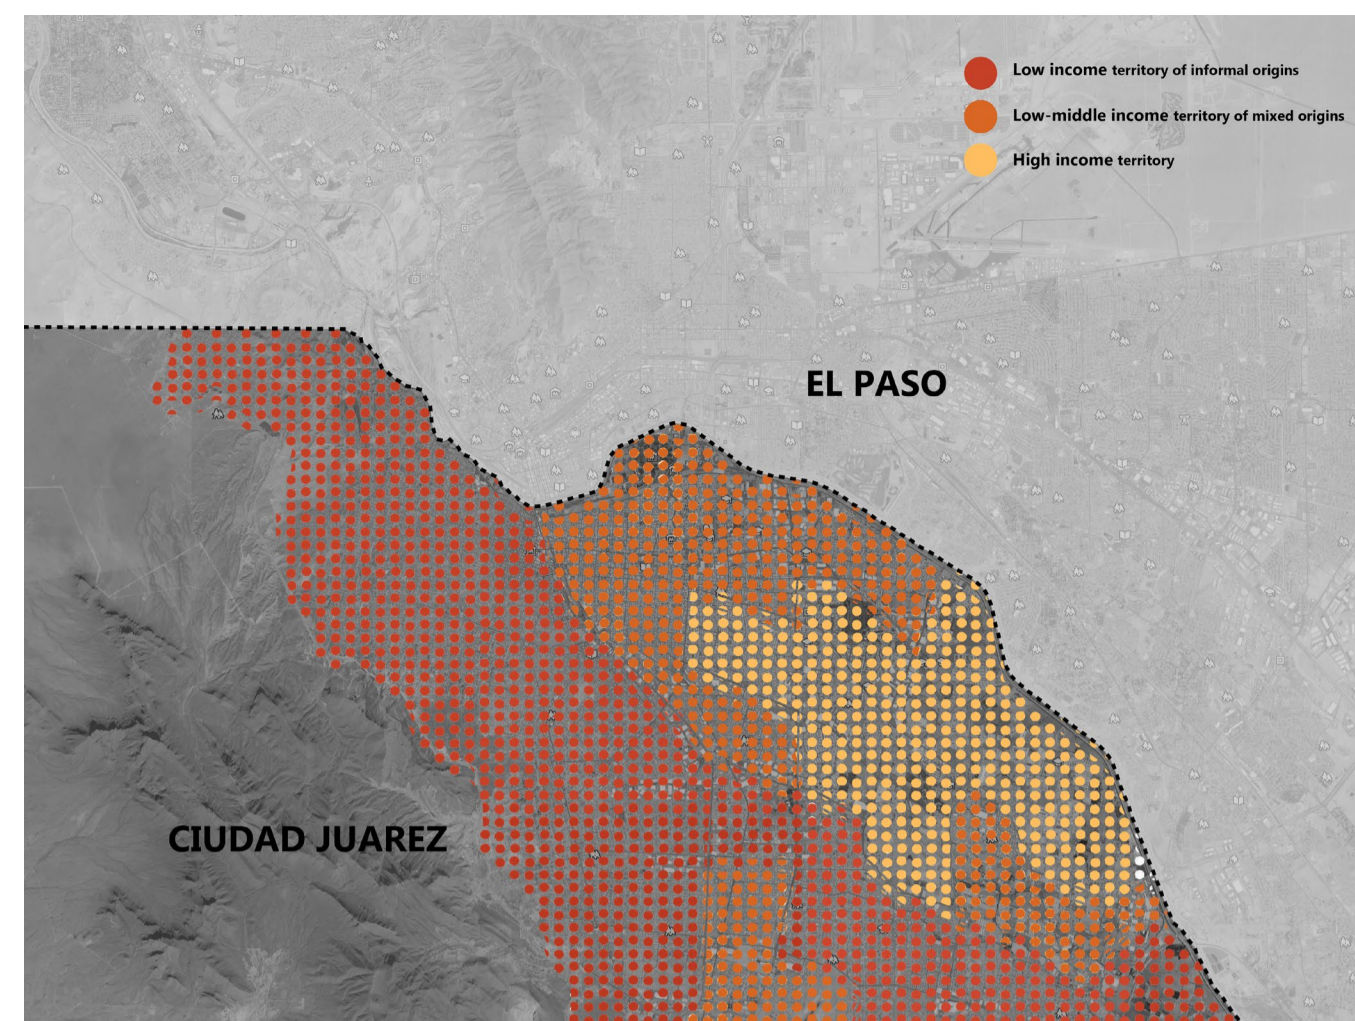 Low income territory of informal origins
Low-middle income territory of mixed origins
High income territory
EL PASO
CIUDAD JUAREZ